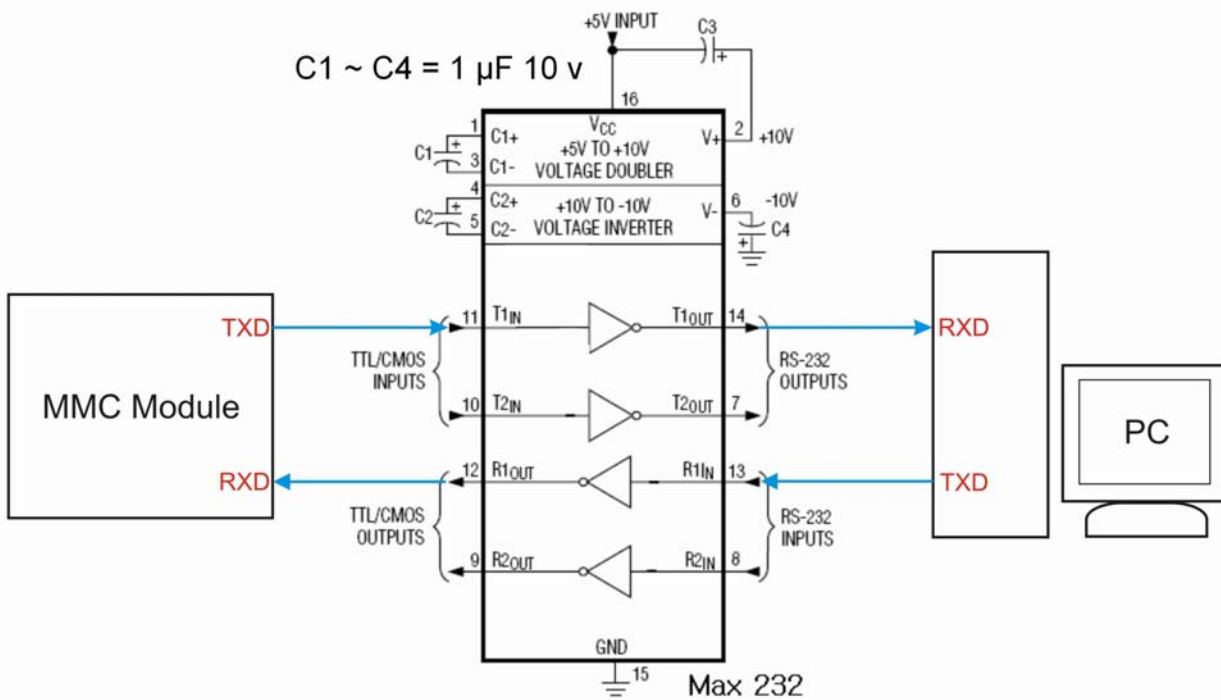 +5V INPUT
C3
+
C1 ~ C4 = 1 µF 10 v
16
1
C1+
VCC
V+
2
+10V
C1
+
+5V TO +10V
3
C1-
VOLTAGE DOUBLER
4
C2+
+10V TO -10V
V-
6
-10V
C2
+
5
C2-
VOLTAGE INVERTER
C4
+
TXD
11
T1IN
T1OUT
14
RXD
TTL/CMOS
INPUTS
RS-232
OUTPUTS
MMC Module
10
T2IN
T2OUT
7
PC
RXD
12
R1OUT
R1IN
13
TXD
TTL/CMOS
OUTPUTS
RS-232
INPUTS
9
R2OUT
R2IN
8
GND
15
Max 232